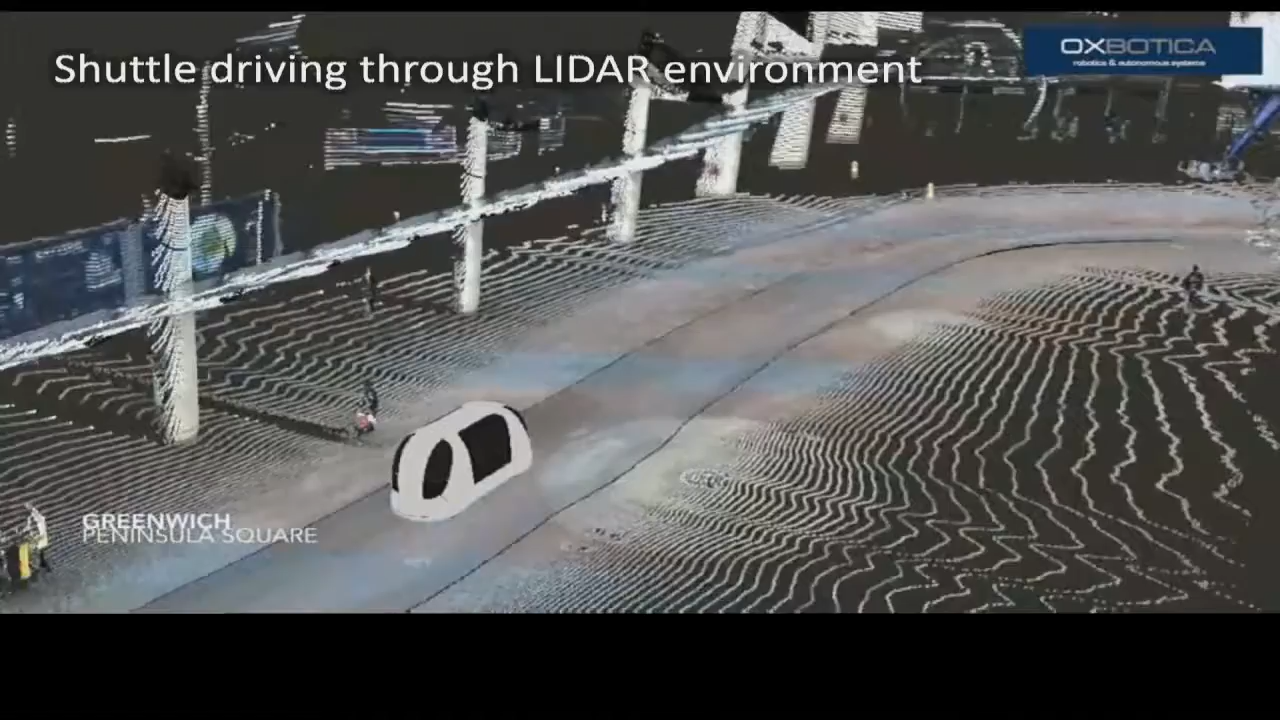 Shuttle driving through LIDAR environment
OXBOTICA
robotics & autonomous systems
GREENWICH
PENINSULA SQUARE